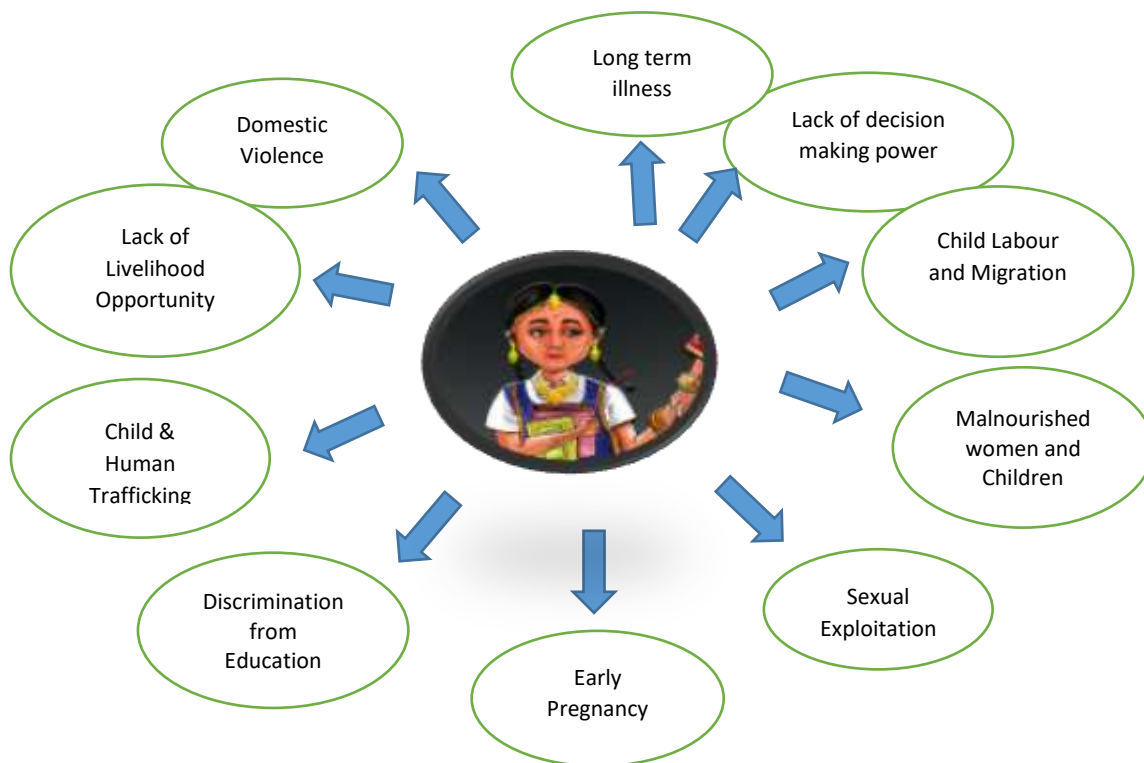 Long term
illness
Lack of decision
making power
Child Labour
and Migration
Malnourished
women and
Children
Sexual
Exploitation
Early
Pregnancy
Discrimination
from
Education
Child &
Human
Trafficking
Lack of
Livelihood
Opportunity
Domestic
Violence